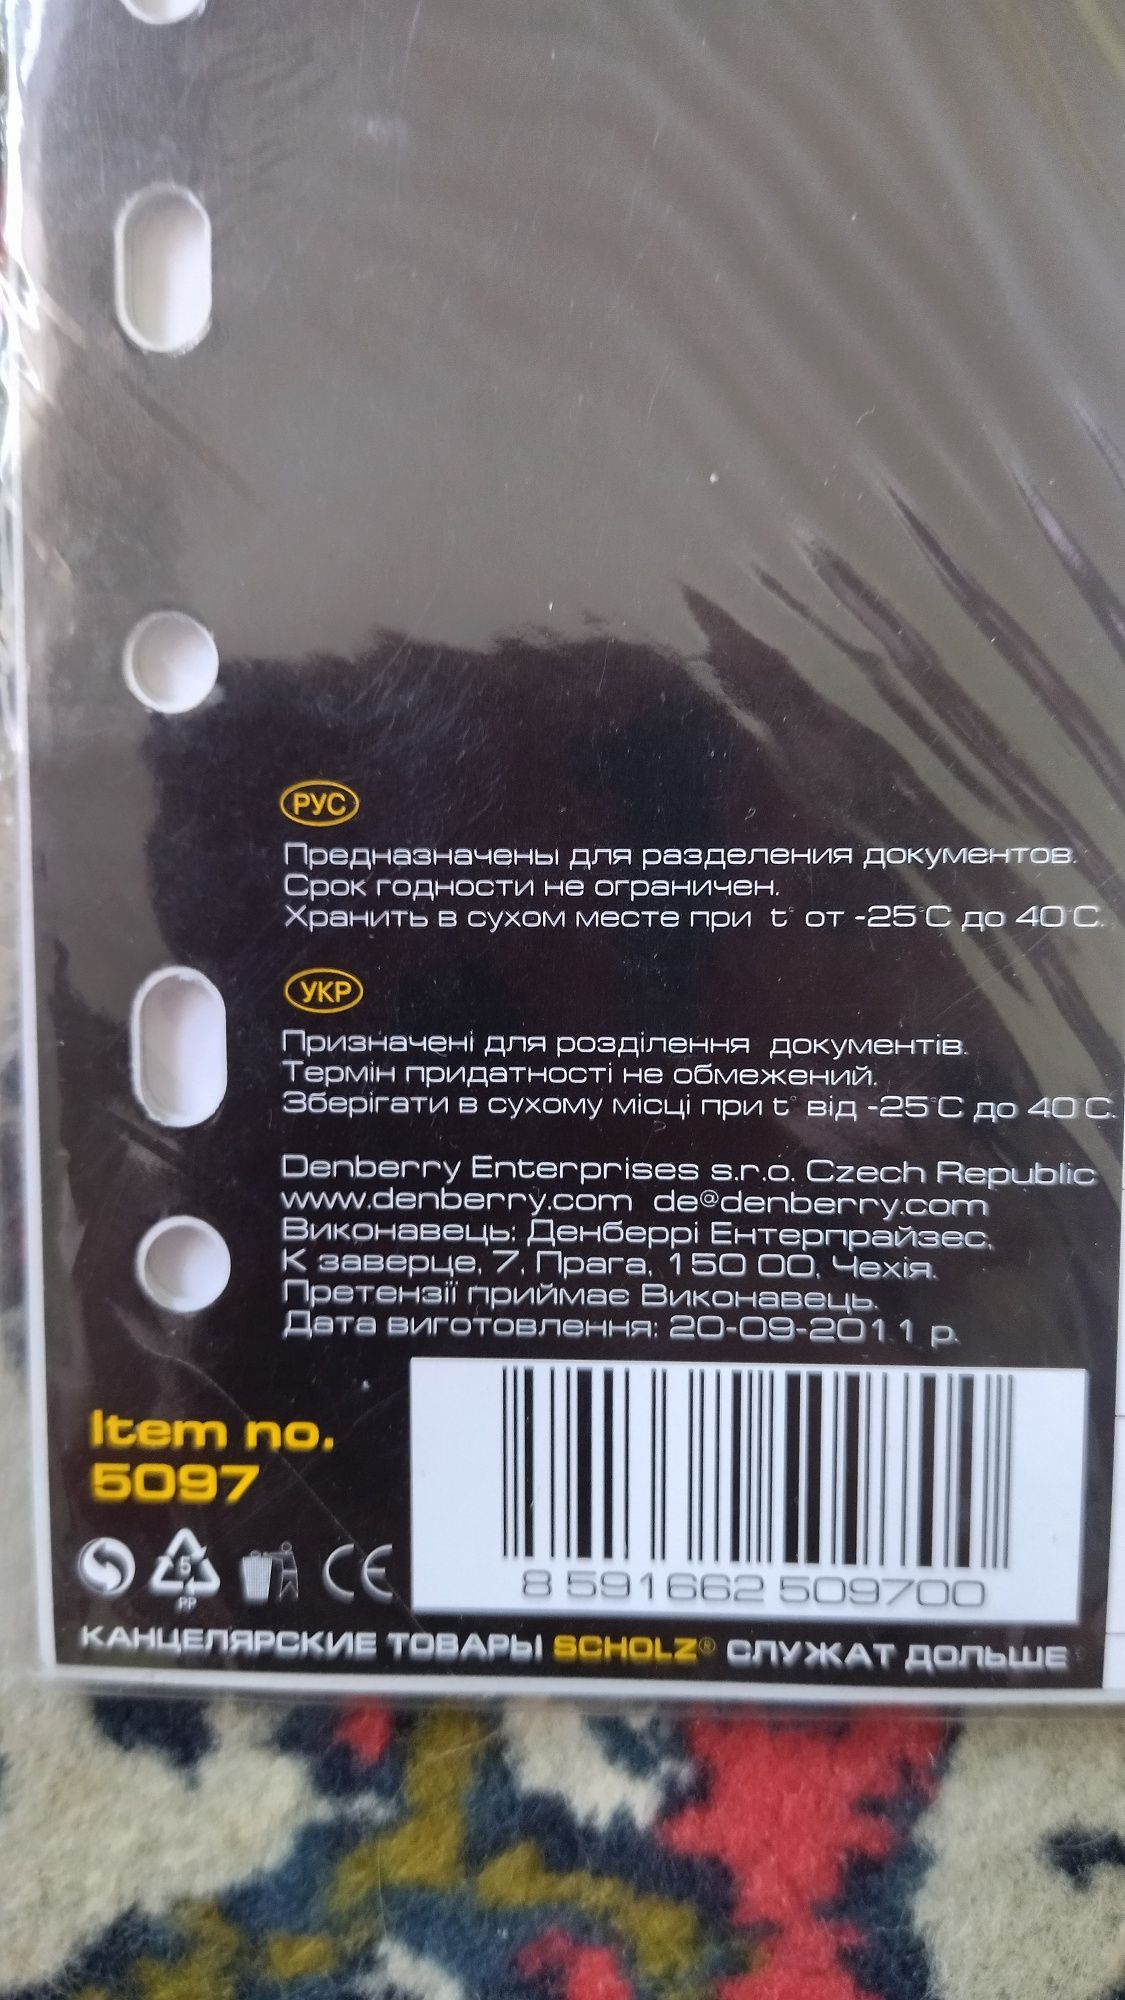 РУС
Предназначены для разделения документов.
Срок годности не ограничен.
Хранить в сухом месте при t° от -25°C до 40°C.
УКР
Призначені для розділення документів.
Термін придатності не обмежений.
Зберігати в сухому місці при t° від -25°C до 40°C.
Denberry Enterprises s.r.o. Czech Republic
www.denberry.com de@denberry.com
Виконавець: Денберрі Ентерпрайзес,
К заверце, 7, Прага, 150 00, Чехія.
Претензії приймає Виконавець.
Дата виготовлення: 20-09-2011 р.
Item no.
5097
5
PP
CE
8 591662 509700
КАНЦЕЛЯРСКИЕ ТОВАРЫ SCHOLZ® СЛУЖАТ ДОЛЬШЕ